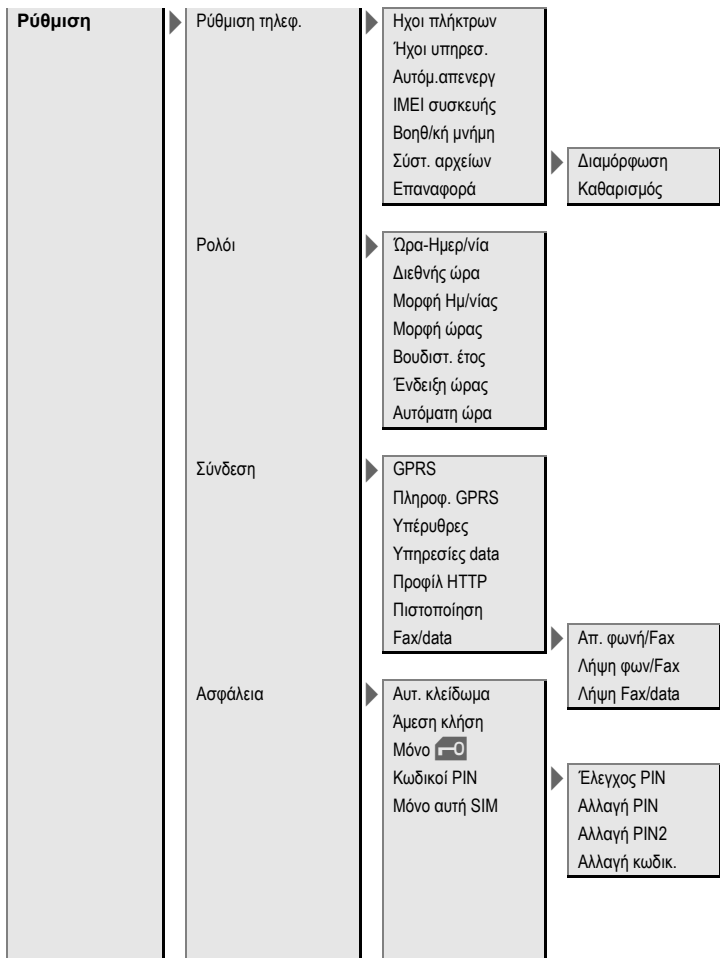 Ρύθμιση
Ρύθμιση τηλεφ.
Ηχοι πλήκτρων
Ήχοι υπηρεσ.
Αυτόμ.απενεργ
IMEI συσκευής
Βοηθ/κή μνήμη
Σύστ. αρχείων
Διαμόρφωση
Καθαρισμός
Επαναφορά
Ρολόι
Ώρα-Ημερ/νία
Διεθνής ώρα
Μορφή Ημ/νίας
Μορφή ώρας
Βουδιστ. έτος
Ένδειξη ώρας
Αυτόματη ώρα
Σύνδεση
GPRS
Πληροφ. GPRS
Υπέρυθρες
Υπηρεσίες data
Προφίλ HTTP
Πιστοποίηση
Fax/data
Απ. φωνή/Fax
Λήψη φων/Fax
Λήψη Fax/data
Ασφάλεια
Αυτ. κλείδωμα
Άμεση κλήση
Μόνο
Κωδικοί PIN
Έλεγχος PIN
Αλλαγή PIN
Αλλαγή PIN2
Αλλαγή κωδικ.
Μόνο αυτή SIM